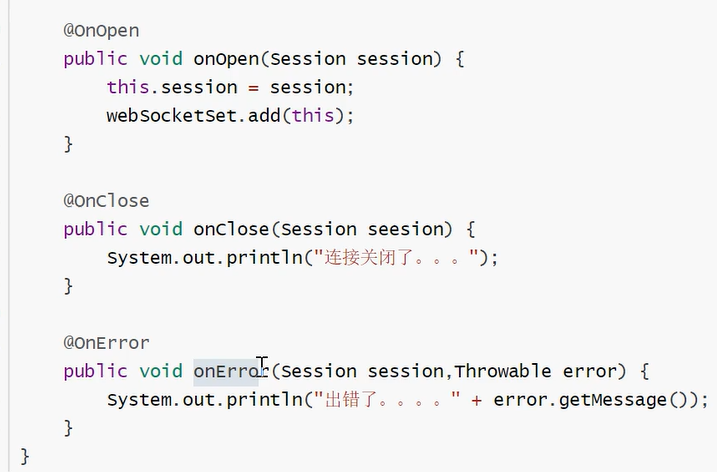 @OnOpen
public void onOpen(Session session) {
this.session = session;
webSocketSet.add(this);
}
@OnClose
public void onClose(Session seesion) {
System.out.println("连接关闭了。。。");
}
@OnError
public void onError(Session session,Throwable error) {
System.out.println("出错了。。。。" + error.getMessage());
}
}